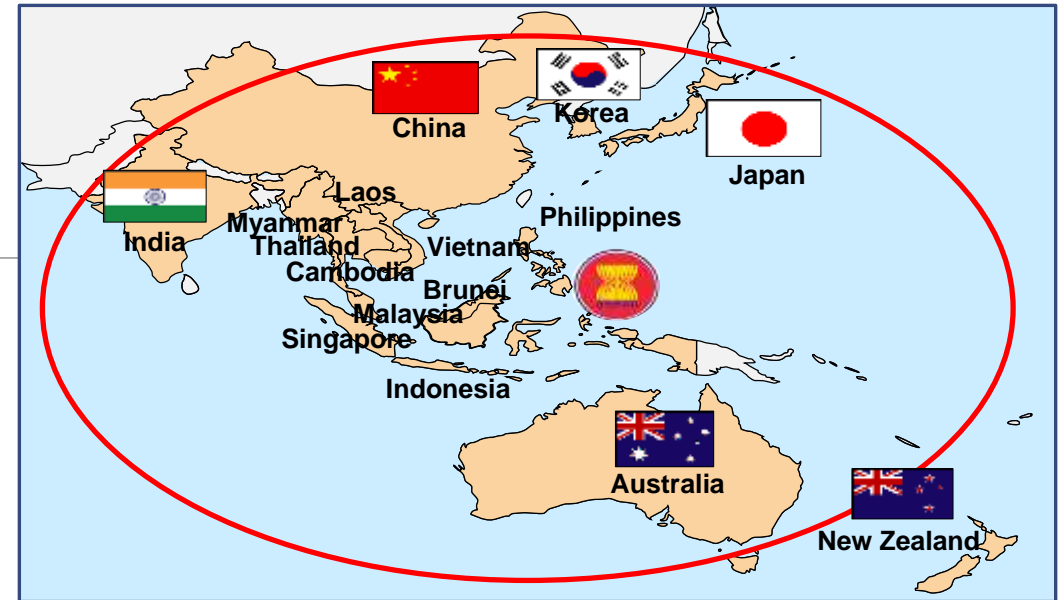 China
Korea
Japan
Laos
India
Myanmar
Philippines
Thailand
Vietnam
Cambodia
Brunei
Malaysia
Singapore
Indonesia
Australia
New Zealand